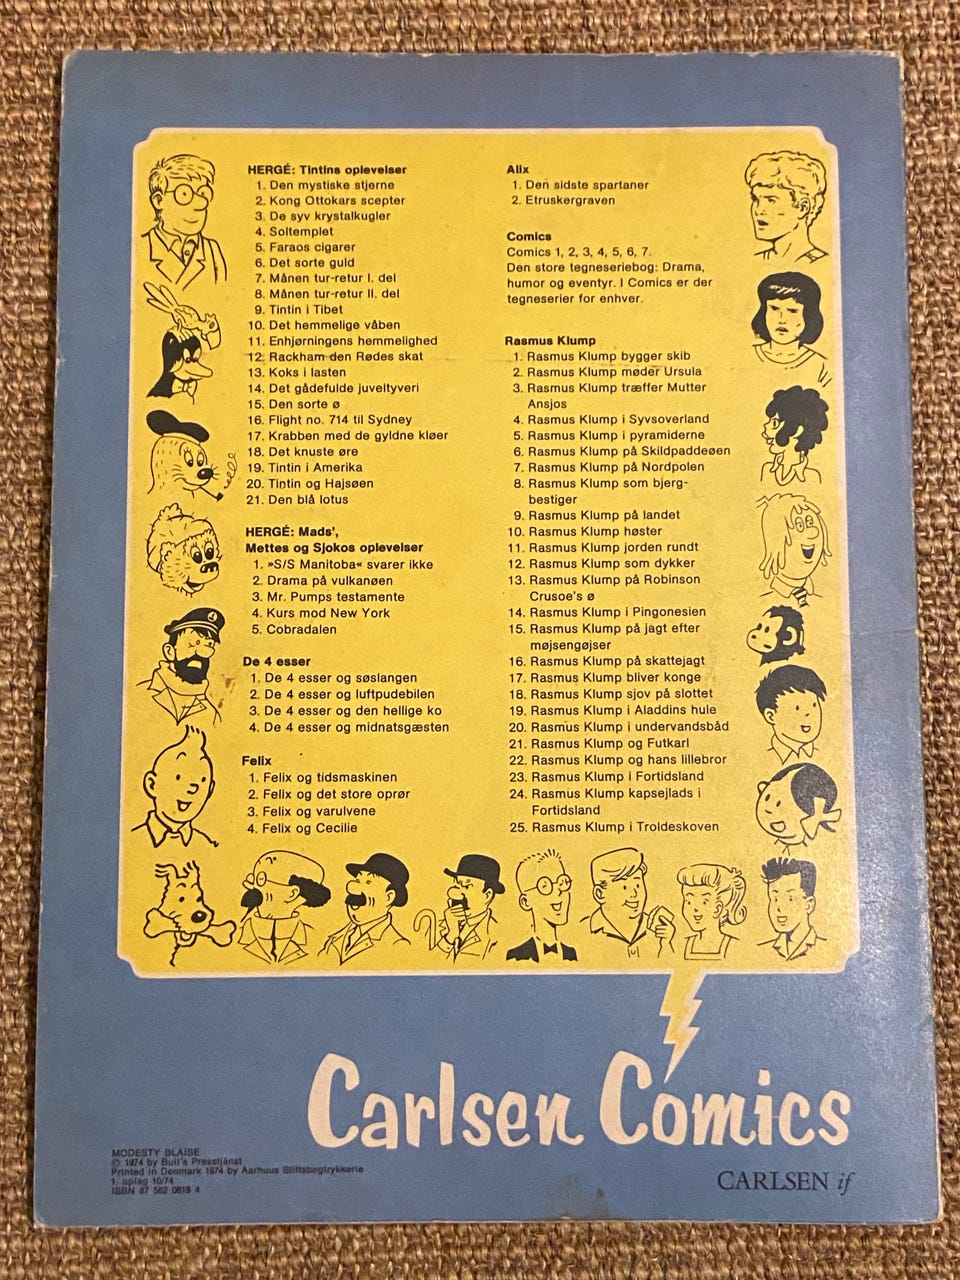 HERGÉ: Tintins oplevelser
1. Den mystiske stjerne
2. Kong Ottokars scepter
3. De syv krystalkugler
4. Soltemplet
5. Faraos cigarer
6. Det sorte guld
7. Månen tur-retur I. del
8. Månen tur-retur II. del
9. Tintin i Tibet
10. Det hemmelige våben
11. Enhjørningens hemmelighed
12. Rackham den Rødes skat
13. Koks i lasten
14. Det gådefulde juveltyveri
15. Den sorte ø
16. Flight no. 714 til Sydney
17. Krabben med de gyldne kløer
18. Det knuste øre
19. Tintin i Amerika
20. Tintin og Hajsøen
21. Den blå lotus
HERGÉ: Mads',
Mettes og Sjokos oplevelser
1. »S/S Manitoba« svarer ikke
2. Drama på vulkanøen
3. Mr. Pumps testamente
4. Kurs mod New York
5. Cobradalen
De 4 esser
1. De 4 esser og søslangen
2. De 4 esser og luftpudebilen
3. De 4 esser og den hellige ko
4. De 4 esser og midnatsgæsten
Felix
1. Felix og tidsmaskinen
2. Felix og det store oprør
3. Felix og varulvene
4. Felix og Cecilie
Alix
1. Den sidste spartaner
2. Etruskergraven
Comics
Comics 1, 2, 3, 4, 5, 6, 7.
Den store tegneseriebog: Drama,
humor og eventyr. I Comics er der
tegneserier for enhver.
Rasmus Klump
1. Rasmus Klump bygger skib
2. Rasmus Klump møder Ursula
3. Rasmus Klump træffer Mutter
Ansjos
4. Rasmus Klump i Syvsoverland
5. Rasmus Klump i pyramiderne
6. Rasmus Klump på Skildpaddeøen
7. Rasmus Klump på Nordpolen
8. Rasmus Klump som bjerg-
bestiger
9. Rasmus Klump på landet
10. Rasmus Klump høster
11. Rasmus Klump jorden rundt
12. Rasmus Klump som dykker
13. Rasmus Klump på Robinson
Crusoe's ø
14. Rasmus Klump i Pingonesien
15. Rasmus Klump på jagt efter
møjsengøjser
16. Rasmus Klump på skattejagt
17. Rasmus Klump bliver konge
18. Rasmus Klump sjov på slottet
19. Rasmus Klump i Aladdins hule
20. Rasmus Klump i undervandsbåd
21. Rasmus Klump og Futkarl
22. Rasmus Klump og hans lillebror
23. Rasmus Klump i Fortidsland
24. Rasmus Klump kapsejlads i
Fortidsland
25. Rasmus Klump i Troldeskoven
Carlsen Comics
CARLSEN if
MODESTY BLAISE
© 1974 by Bull's Presstjänst
Printed in Denmark 1974 by Aarhuus Stiftsbogtrykkerie
1. oplag 10/74
ISBN 87 562 0619 4